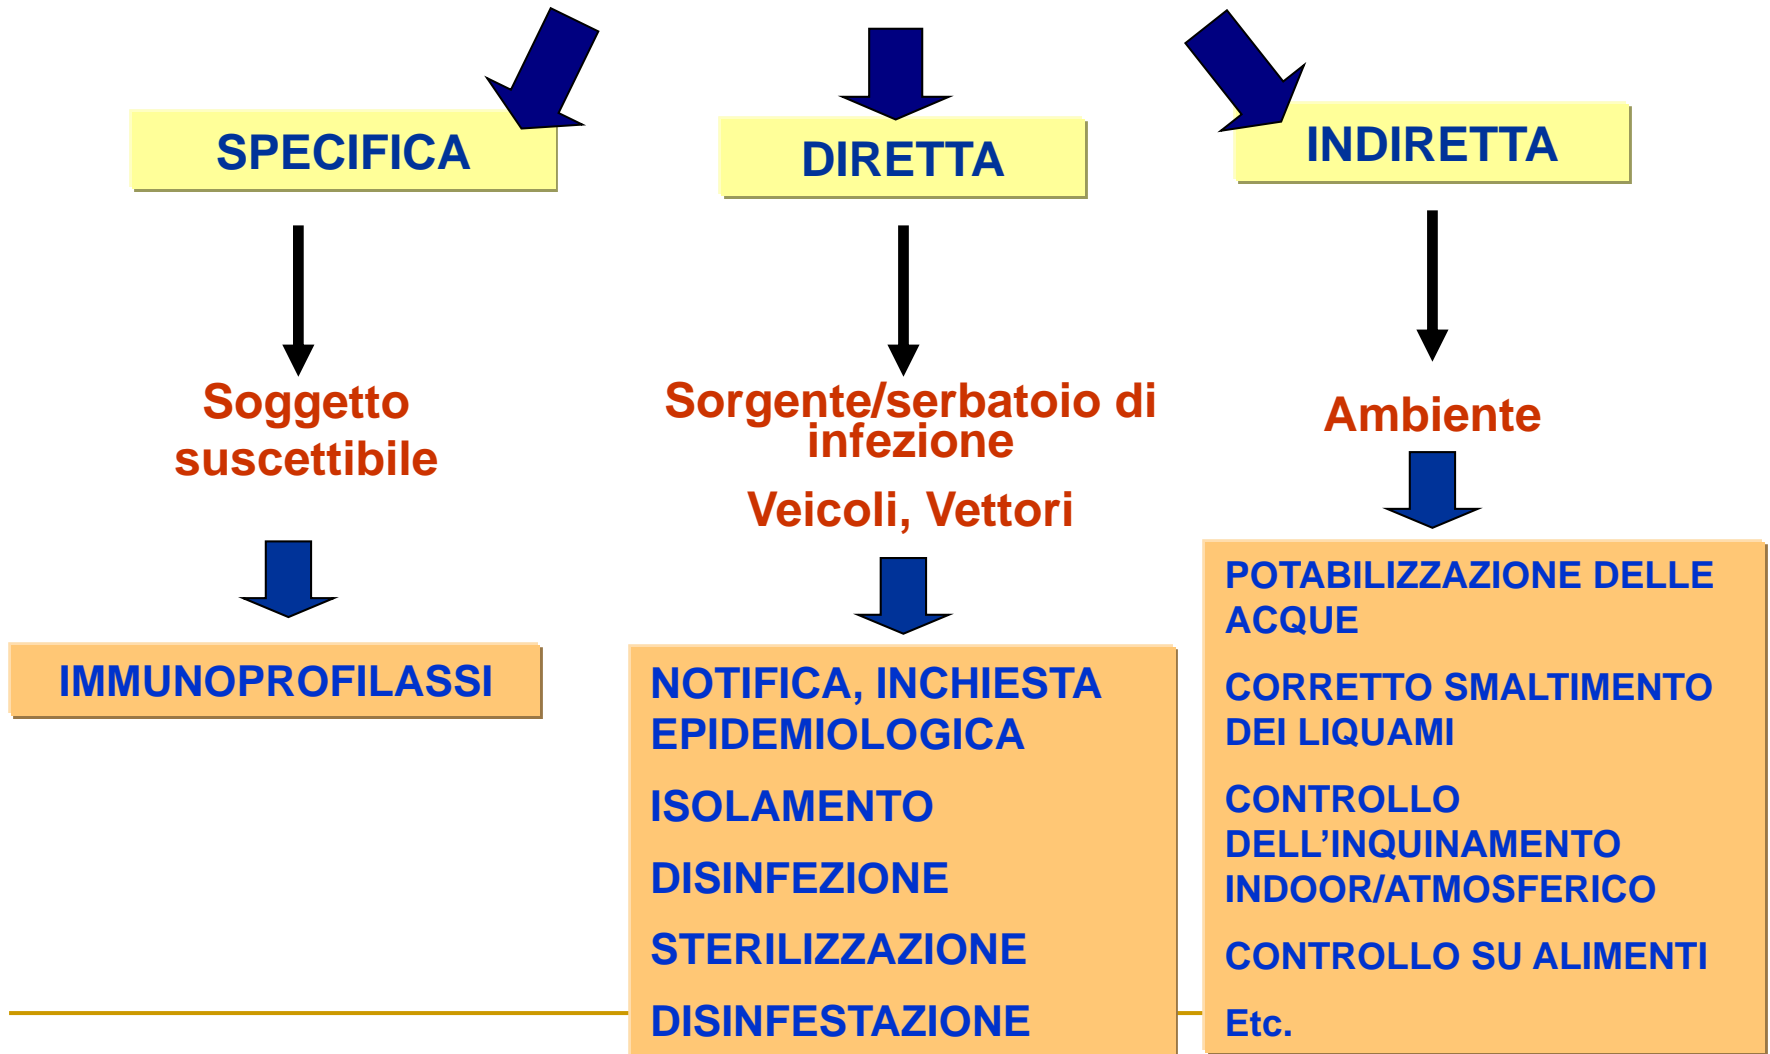 SPECIFICA
Soggetto
suscettibile
IMMUNOPROFILASSI
DIRETTA
Sorgente/serbatoio di
infezione
Veicoli, Vettori
NOTIFICA, INCHIESTA
EPIDEMIOLOGICA
ISOLAMENTO
DISINFEZIONE
STERILIZZAZIONE
DISINFESTAZIONE
INDIRETTA
Ambiente
POTABILIZZAZIONE DELLE
ACQUE
CORRETTO SMALTIMENTO
DEI LIQUAMI
CONTROLLO
DELL’INQUINAMENTO
INDOOR/ATMOSFERICO
CONTROLLO SU ALIMENTI
Etc.